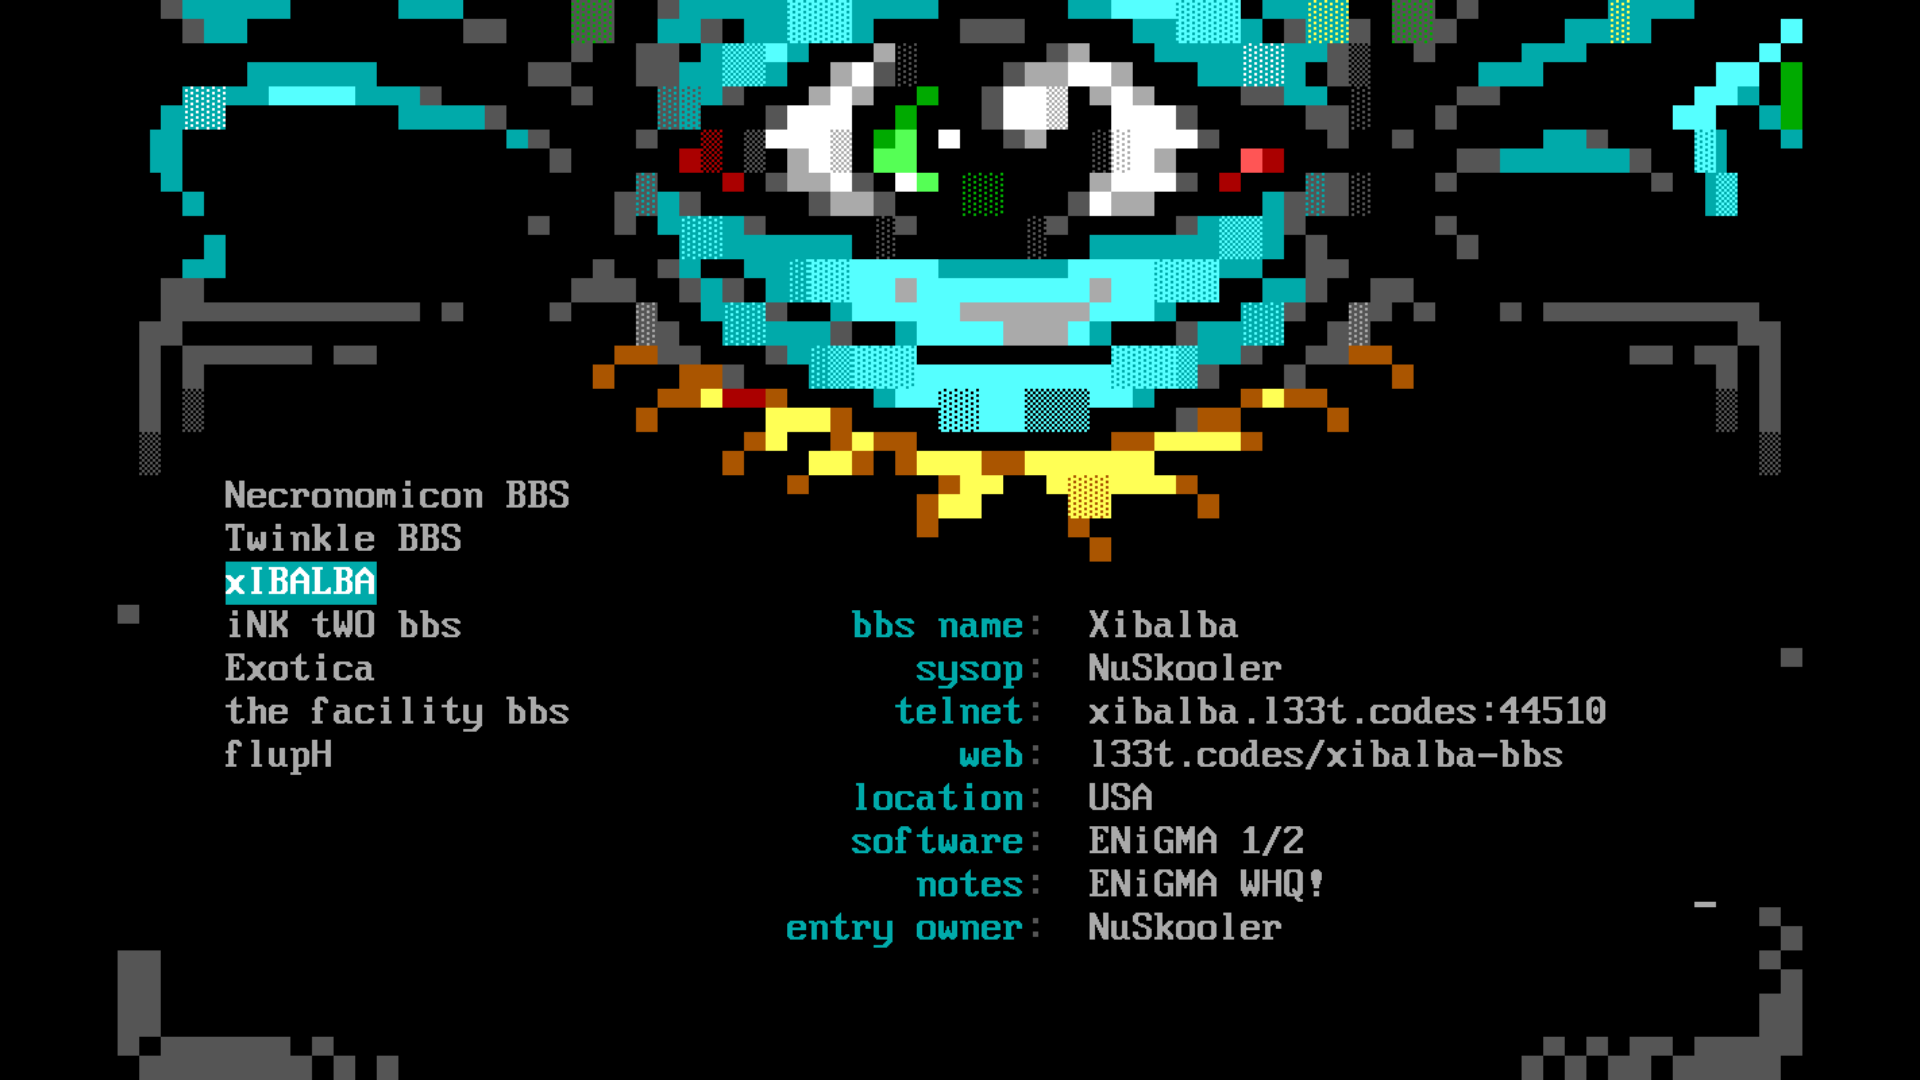 Necronomicon BBS
Twinkle BBS
xIBALBA
iNK tWO bbs
Exotica
the facility bbs
flupH
bbs name: Xibalba
sysop: NuSkooler
telnet: xibalba.l33t.codes:44510
web: l33t.codes/xibalba-bbs
location: USA
software: ENiGMA 1/2
notes: ENiGMA WHQ!
entry owner: NuSkooler